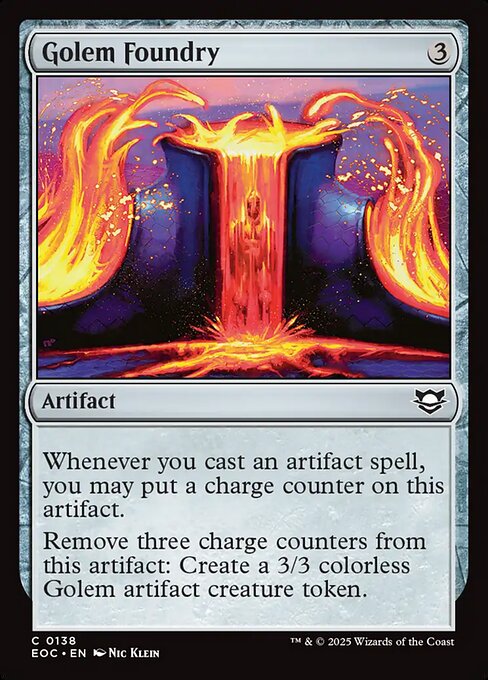 Golem Foundry 3
Artifact
Whenever you cast an artifact spell,
you may put a charge counter on this
artifact.
Remove three charge counters from
this artifact: Create a 3/3 colorless
Golem artifact creature token.
C 0138
EOC • EN Nic Klein
™ & © 2025 Wizards of the Coast